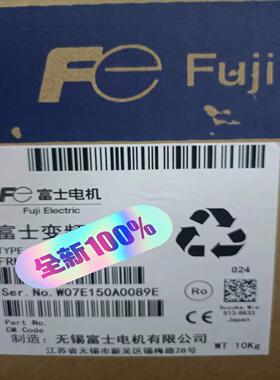 Fe Fuji
Fe 富士电机
Fuji Electric
富士变频
TYPE
FR
全新100%
024
Ser.No.W07E150A0089E
Ro
Suzuka,Mie
513-8633
Japan
Part No.
CM.Code
制造商：无锡富士电机有限公司
江苏省无锡市新吴区锡梅路28号
WT 10Kg